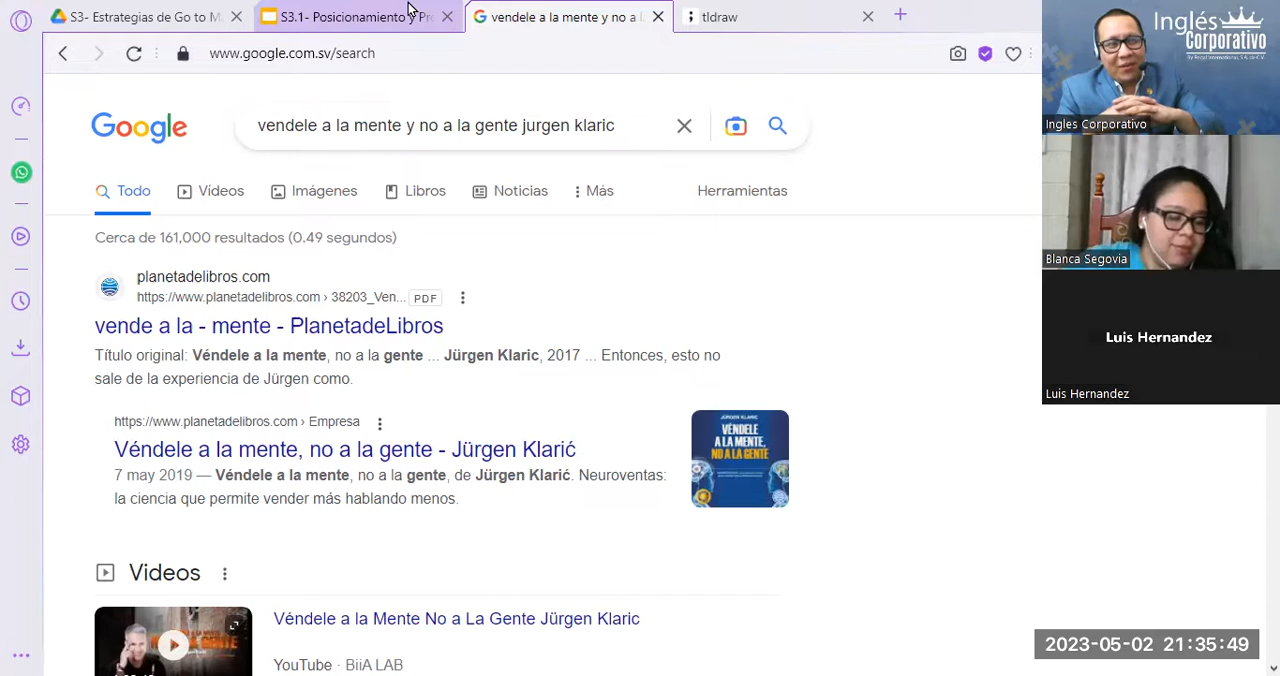 S3- Estrategias de Go to M
S3.1- Posicionamiento y Pr
vendele a la mente y no a l
tldraw
www.google.com.sv/search
Google
vendele a la mente y no a la gente jurgen klaric
Todo
Videos
Imágenes
Libros
Noticias
Más
Herramientas
Cerca de 161,000 resultados (0.49 segundos)
planetadelibros.com
https://www.planetadelibros.com › 38203_Ven...
PDF
vende a la - mente - PlanetadeLibros
Título original: Véndele a la mente, no a la gente ... Jürgen Klaric, 2017 ... Entonces, esto no
sale de la experiencia de Jürgen como.
https://www.planetadelibros.com › Empresa
Véndele a la mente, no a la gente - Jürgen Klarić
7 may 2019 — Véndele a la mente, no a la gente, de Jürgen Klarić. Neuroventas:
la ciencia que permite vender más hablando menos.
JÜRGEN KLARIC
VÉNDELE
A LA MENTE,
NO A LA GENTE
Videos
Véndele a la Mente No a La Gente Jürgen Klaric
YouTube · BiiA LAB
Inglés
Corporativo
Ingles Corporativo
Blanca Segovia
Luis Hernandez
Luis Hernandez
2023-05-02 21:35:49